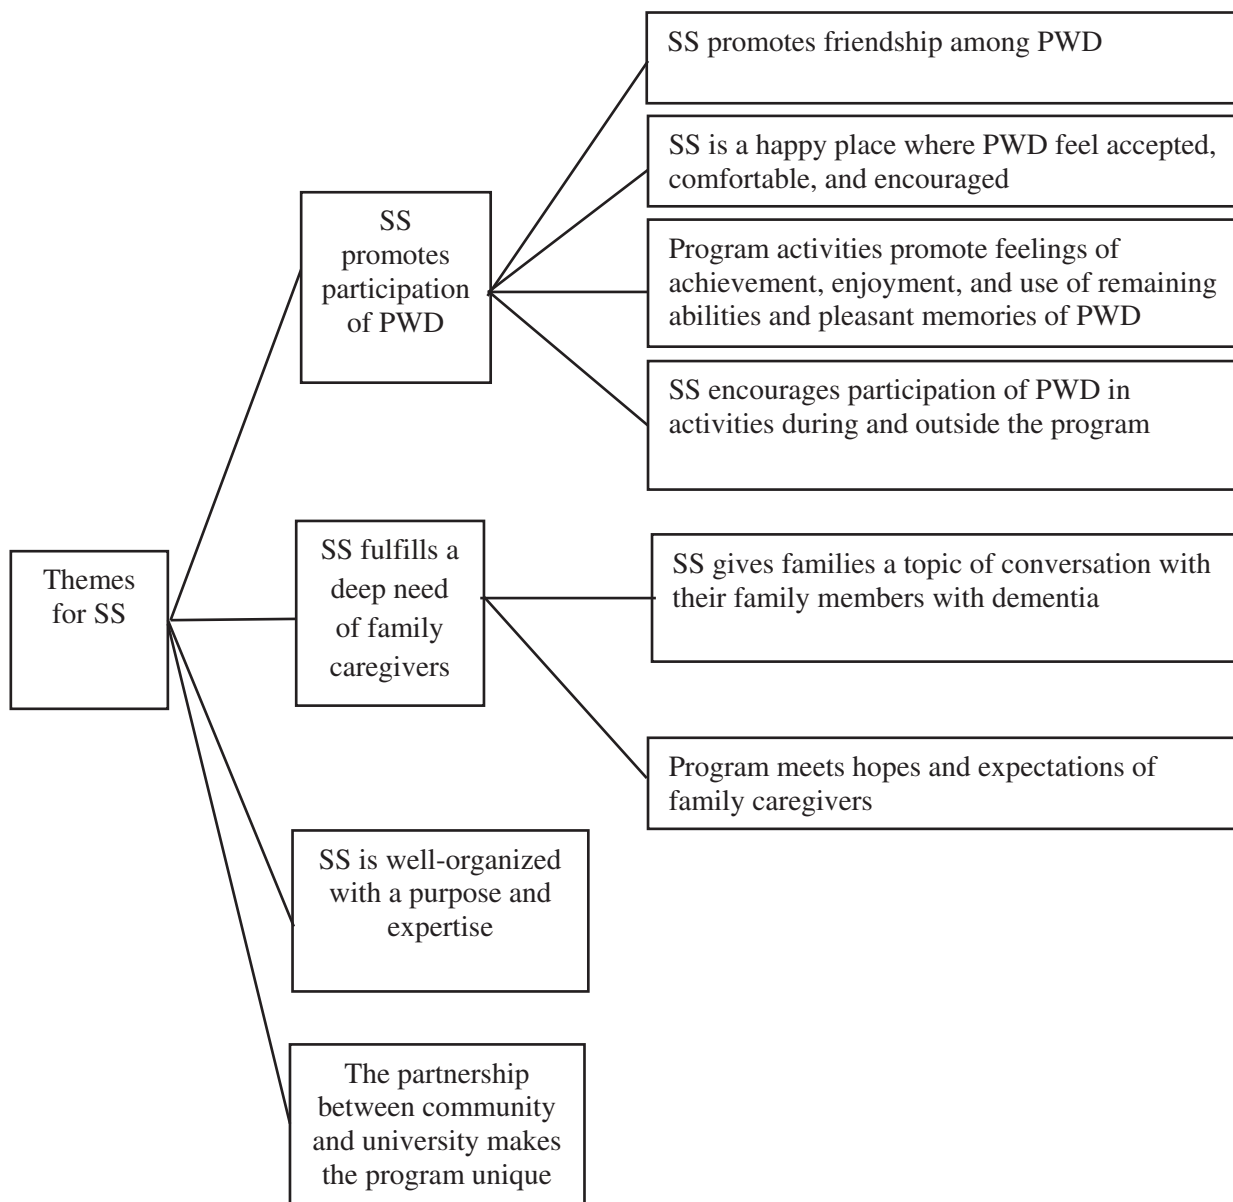 Themes
for SS
SS
promotes
participation
of PWD
SS promotes friendship among PWD
SS is a happy place where PWD feel accepted,
comfortable, and encouraged
Program activities promote feelings of
achievement, enjoyment, and use of remaining
abilities and pleasant memories of PWD
SS encourages participation of PWD in
activities during and outside the program
SS fulfills a
deep need
of family
caregivers
SS gives families a topic of conversation with
their family members with dementia
Program meets hopes and expectations of
family caregivers
SS is well-organized
with a purpose and
expertise
The partnership
between community
and university makes
the program unique